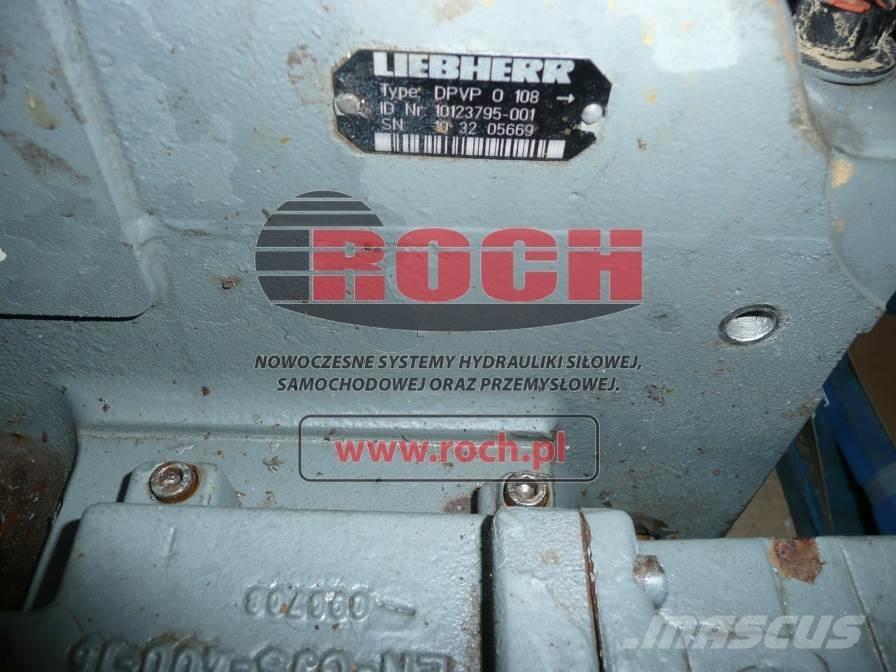 LIEBHERR
Type: DPVP O 108 →
ID Nr. 10123795-001
SN 10 32 05669
ROCH
NOWOCZESNE SYSTEMY HYDRAULIKI SIŁOWEJ,
SAMOCHODOWEJ ORAZ PRZEMYSŁOWEJ.
www.roch.pl
090708
MASCUS